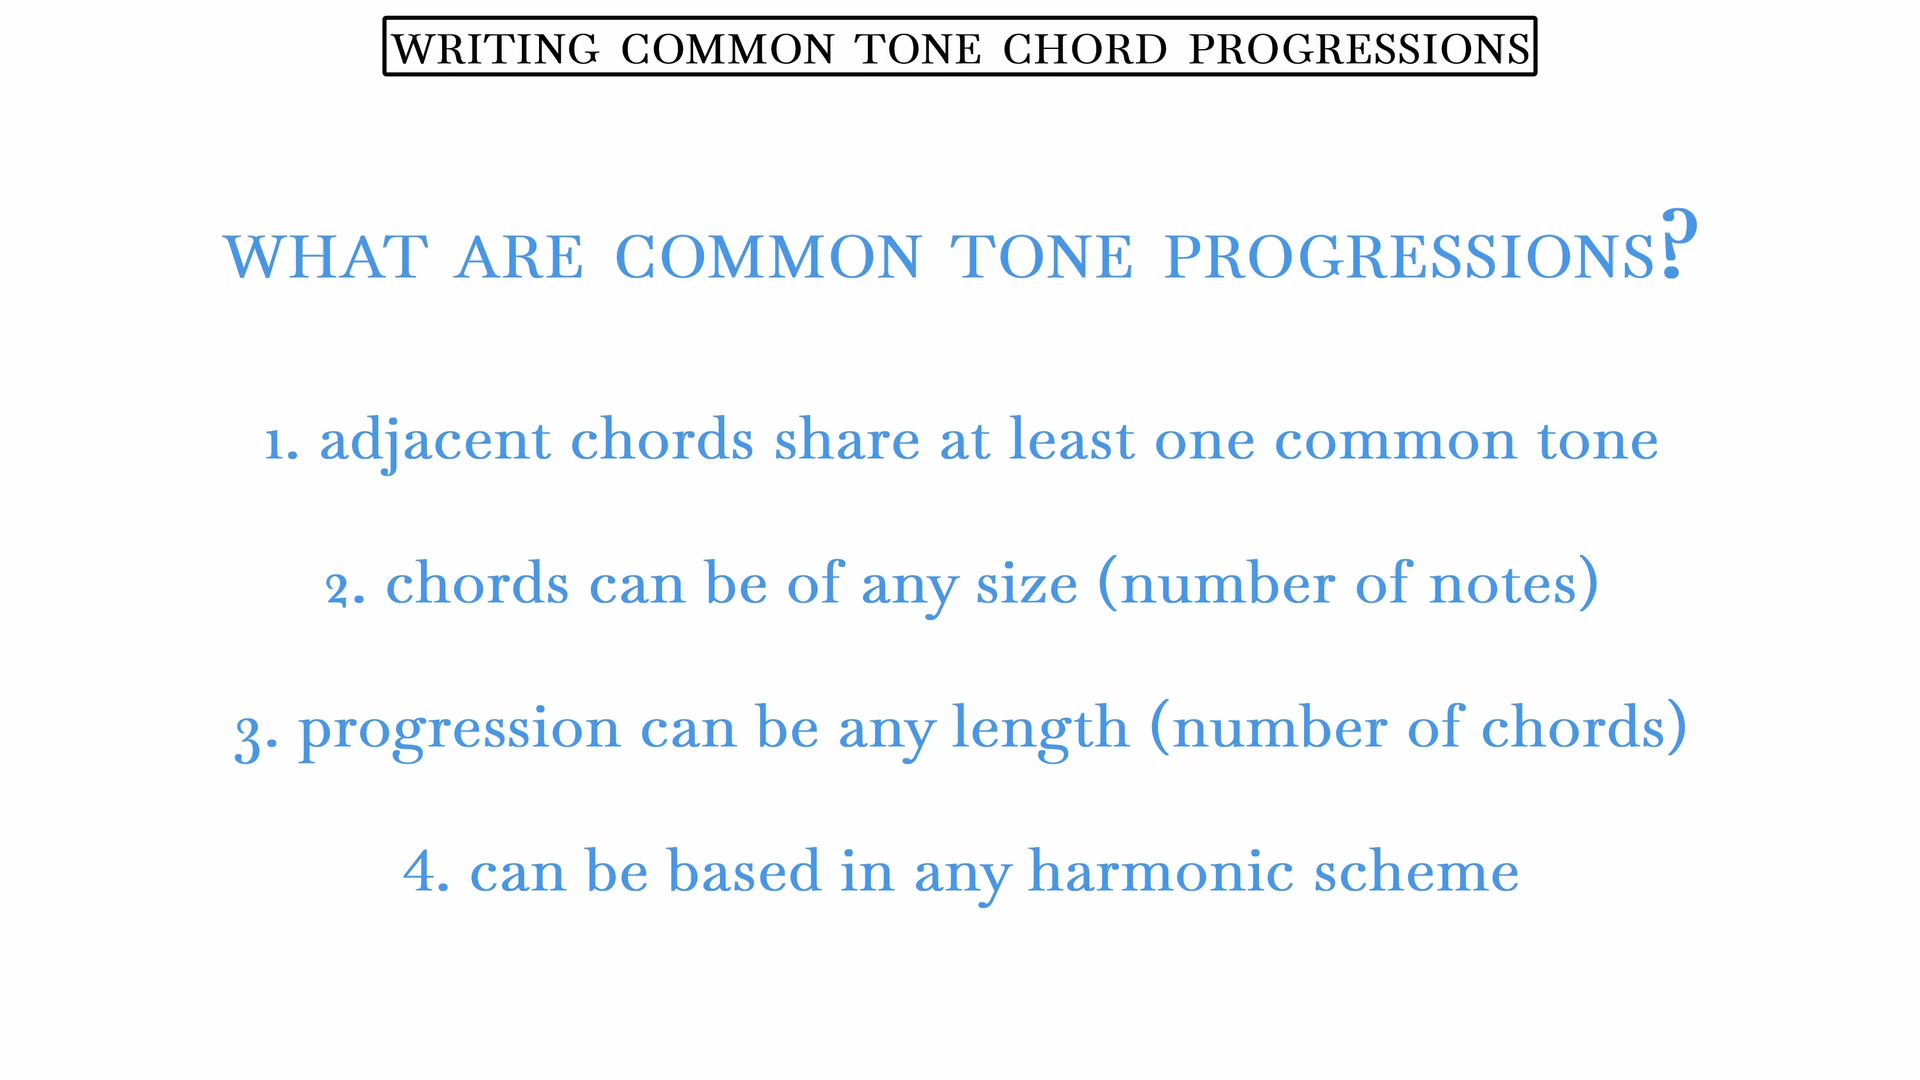 WRITING COMMON TONE CHORD PROGRESSIONS
WHAT ARE COMMON TONE PROGRESSIONS?
1. adjacent chords share at least one common tone
2. chords can be of any size (number of notes)
3. progression can be any length (number of chords)
4. can be based in any harmonic scheme